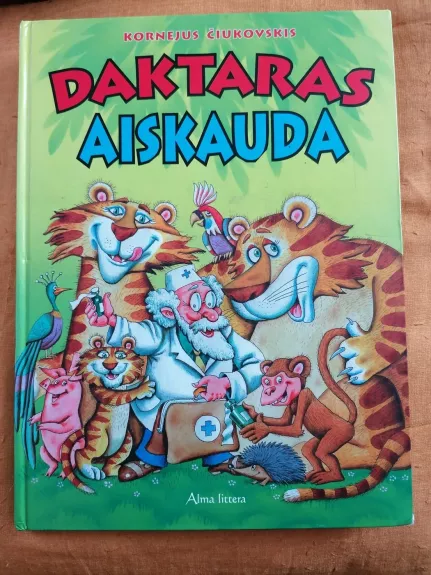 KORNEJUS ČIUKOVSKIS
DAKTARAS
AISKAUDA
Alma littera